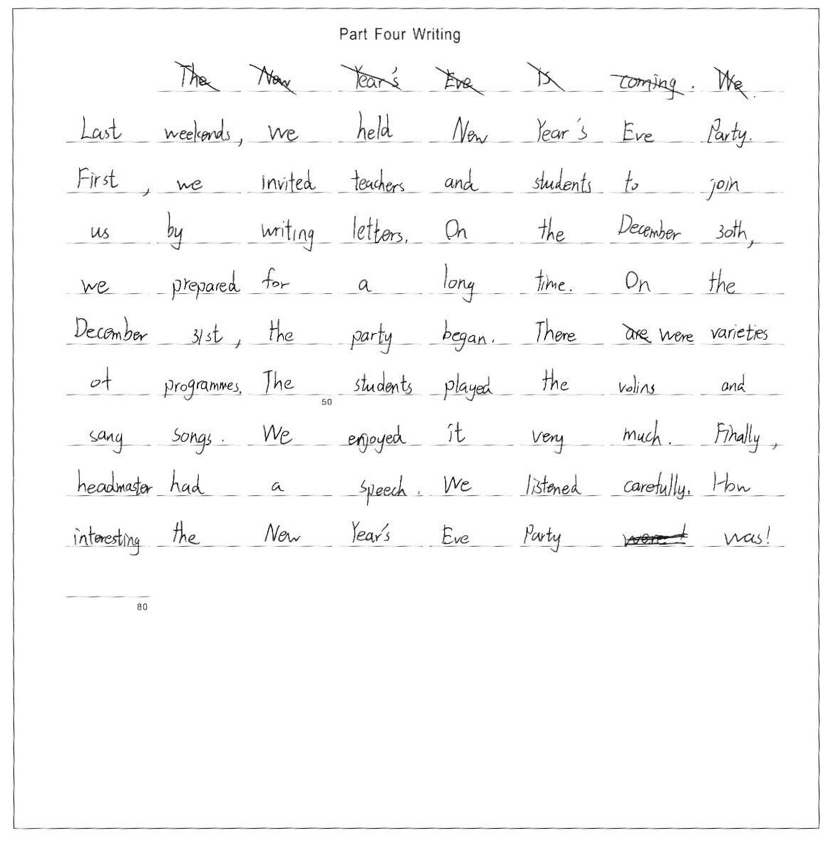 Part Four Writing
The New Year's Eve is coming. We
Last weekends, we held New Year's Eve Party.
First, we invited teachers and students to join
us by writing letters. On the December 30th,
we prepared for a long time. On the
December 31st, the party began. There are were varieties
of programmes. The students played the volins and
50
sang songs. We enjoyed it very much. Finally,
headmaster had a speech. We listened carefully. How
interesting the New Year's Eve Party was!
80